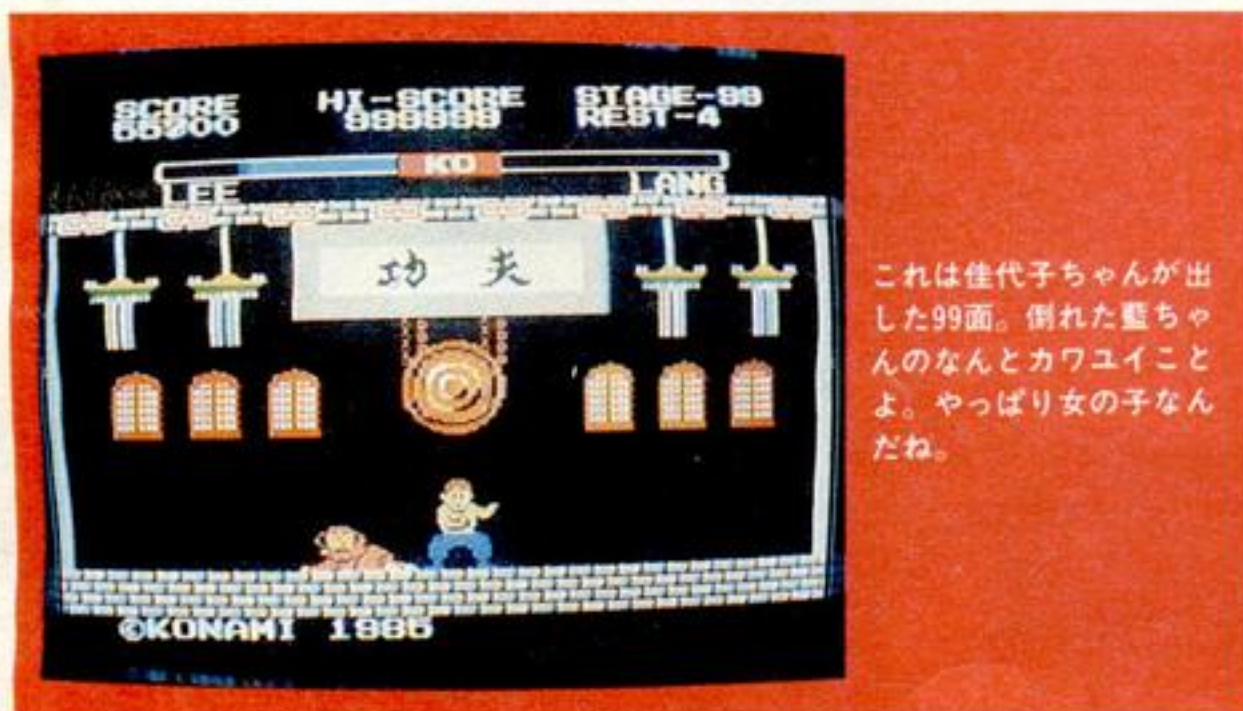 SCORE
HI-SCORE
STAGE-99
999999
REST-4
KO
LEE
LANG
功夫
©KONAMI 1985
これは佳代子ちゃんが出
した99面。倒れた藍ちゃ
んのなんとカワユイこと
よ。やっぱり女の子なん
だね。